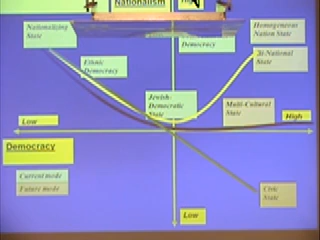 Nationalism
Nationalizing
State
Homogeneous
Nation State
Ethnic
Democracy
Democracy
Bi-National
State
Jewish-
Democratic
State
Multi-Cultural
State
Low
High
Democracy
Current mode
Future mode
Civic
State
Low